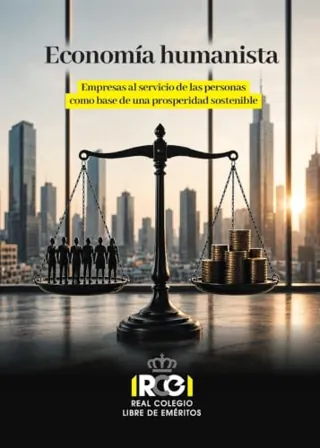 Economía humanista
Empresas al servicio de las personas
como base de una prosperidad sostenible
REAL COLEGIO
LIBRE DE EMÉRITOS